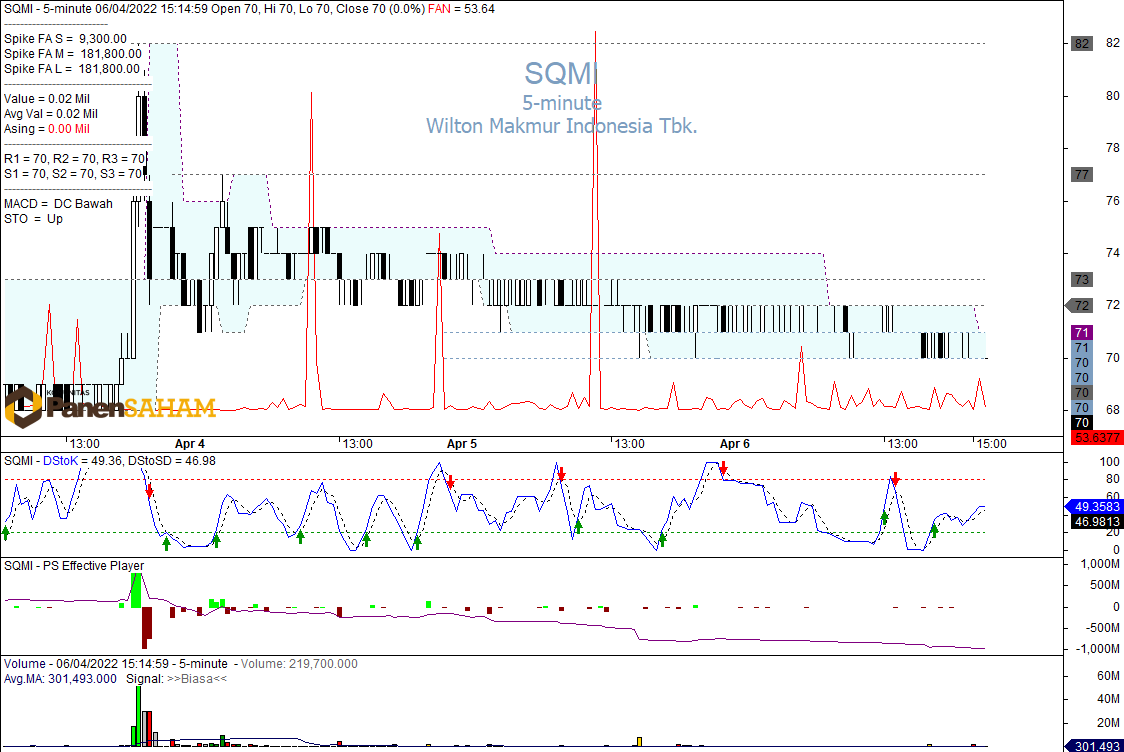 SQMI - 5-minute 06/04/2022 15:14:59 Open 70, Hi 70, Lo 70, Close 70 (0.0%) FAN = 53.64
Spike FA S = 9,300.00
Spike FA M = 181,800.00
Spike FA L = 181,800.00
Value = 0.02 Mil
Avg Val = 0.02 Mil
Asing = 0.00 Mil
R1 = 70, R2 = 70, R3 = 70
S1 = 70, S2 = 70, S3 = 70
MACD = DC Bawah
STO = Up
SQMI
5-minute
Wilton Makmur Indonesia Tbk.
KOMUNITAS
PanenSAHAM
82 82
80
78
77
76
74
73
72 72
71
71
70
70 70
70
70
70
68
53.6377
13:00 Apr 4 13:00 Apr 5 13:00 Apr 6 13:00 15:00
SQMI - DStoK = 49.36, DStoSD = 46.98
100
80
60
49.3583
46.9813
20
0
SQMI - PS Effective Player
1,000M
500M
0
-500M
-1,000M
Volume - 06/04/2022 15:14:59 - 5-minute - Volume: 219,700.000
Avg.MA: 301,493.000 Signal: >>Biasa<<
60M
40M
20M
301,493